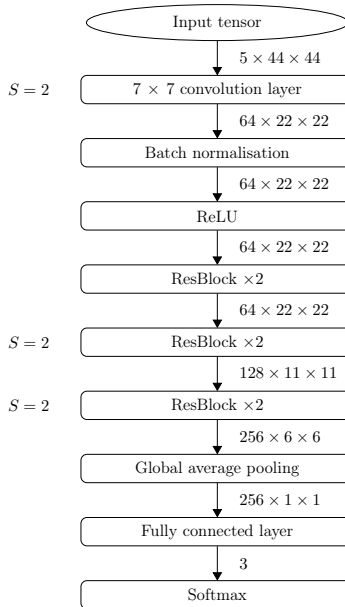 Input tensor
5 × 44 × 44
S = 2
7 × 7 convolution layer
64 × 22 × 22
Batch normalisation
64 × 22 × 22
ReLU
64 × 22 × 22
ResBlock ×2
64 × 22 × 22
S = 2
ResBlock ×2
128 × 11 × 11
S = 2
ResBlock ×2
256 × 6 × 6
Global average pooling
256 × 1 × 1
Fully connected layer
3
Softmax